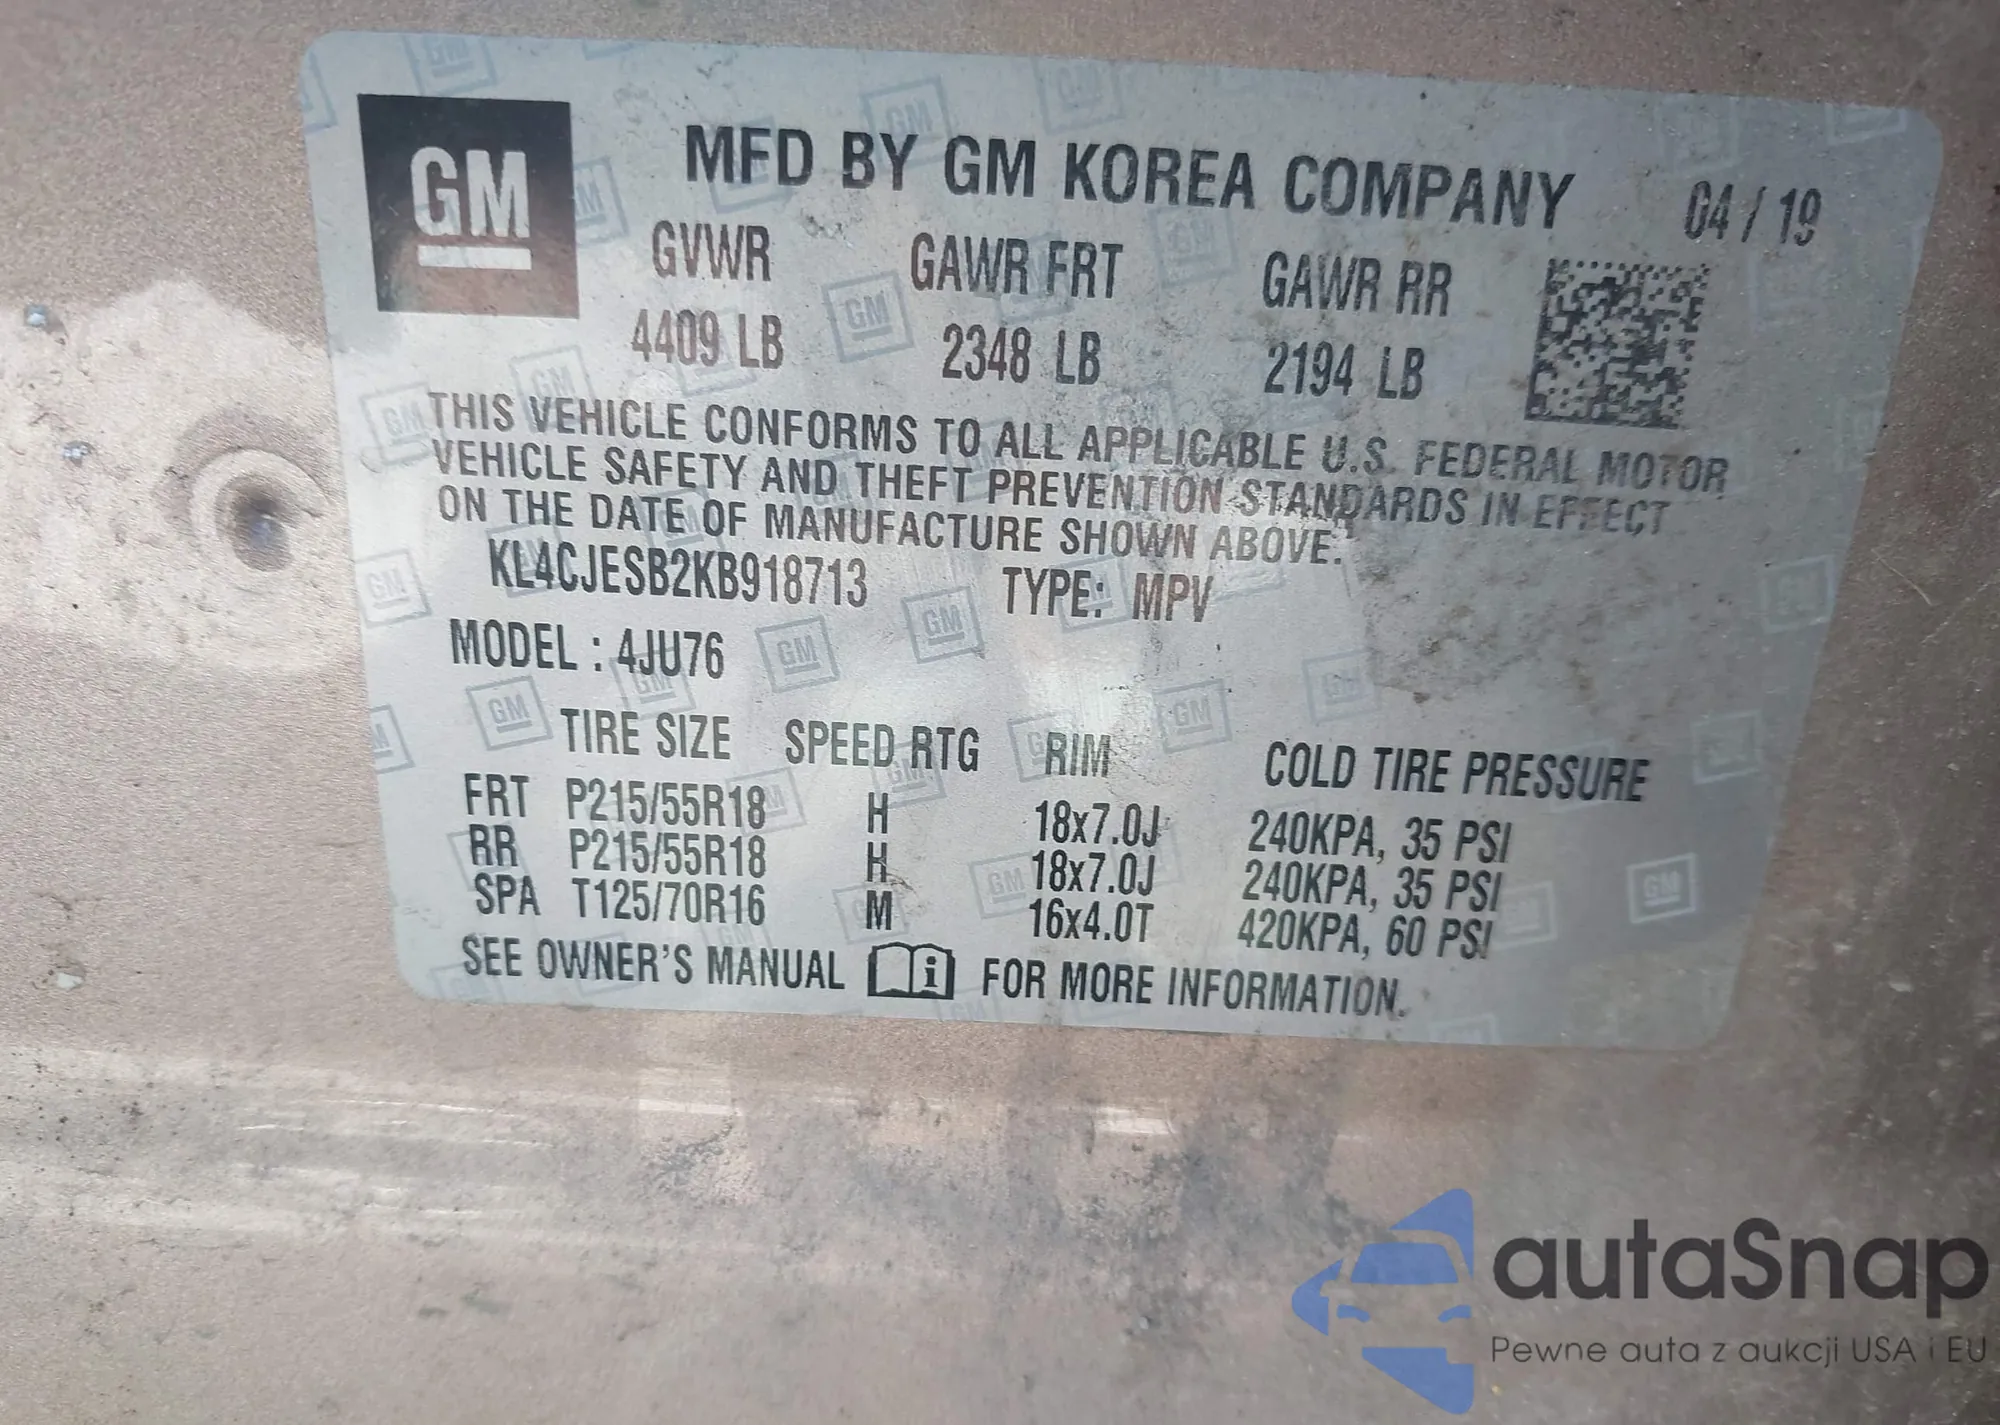 GM
MFD BY GM KOREA COMPANY 04 / 19
GVWR GAWR FRT GAWR RR
4409 LB 2348 LB 2194 LB
THIS VEHICLE CONFORMS TO ALL APPLICABLE U.S. FEDERAL MOTOR
VEHICLE SAFETY AND THEFT PREVENTION STANDARDS IN EFFECT
ON THE DATE OF MANUFACTURE SHOWN ABOVE.
KL4CJESB2KB918713 TYPE: MPV
MODEL : 4JU76
TIRE SIZE SPEED RTG RIM COLD TIRE PRESSURE
FRT P215/55R18 H 18x7.0J 240KPA, 35 PSI
RR P215/55R18 H 18x7.0J 240KPA, 35 PSI
SPA T125/70R16 M 16x4.0T 420KPA, 60 PSI
SEE OWNER'S MANUAL i FOR MORE INFORMATION.
autaSnap
Pewne auta z aukcji USA i EU